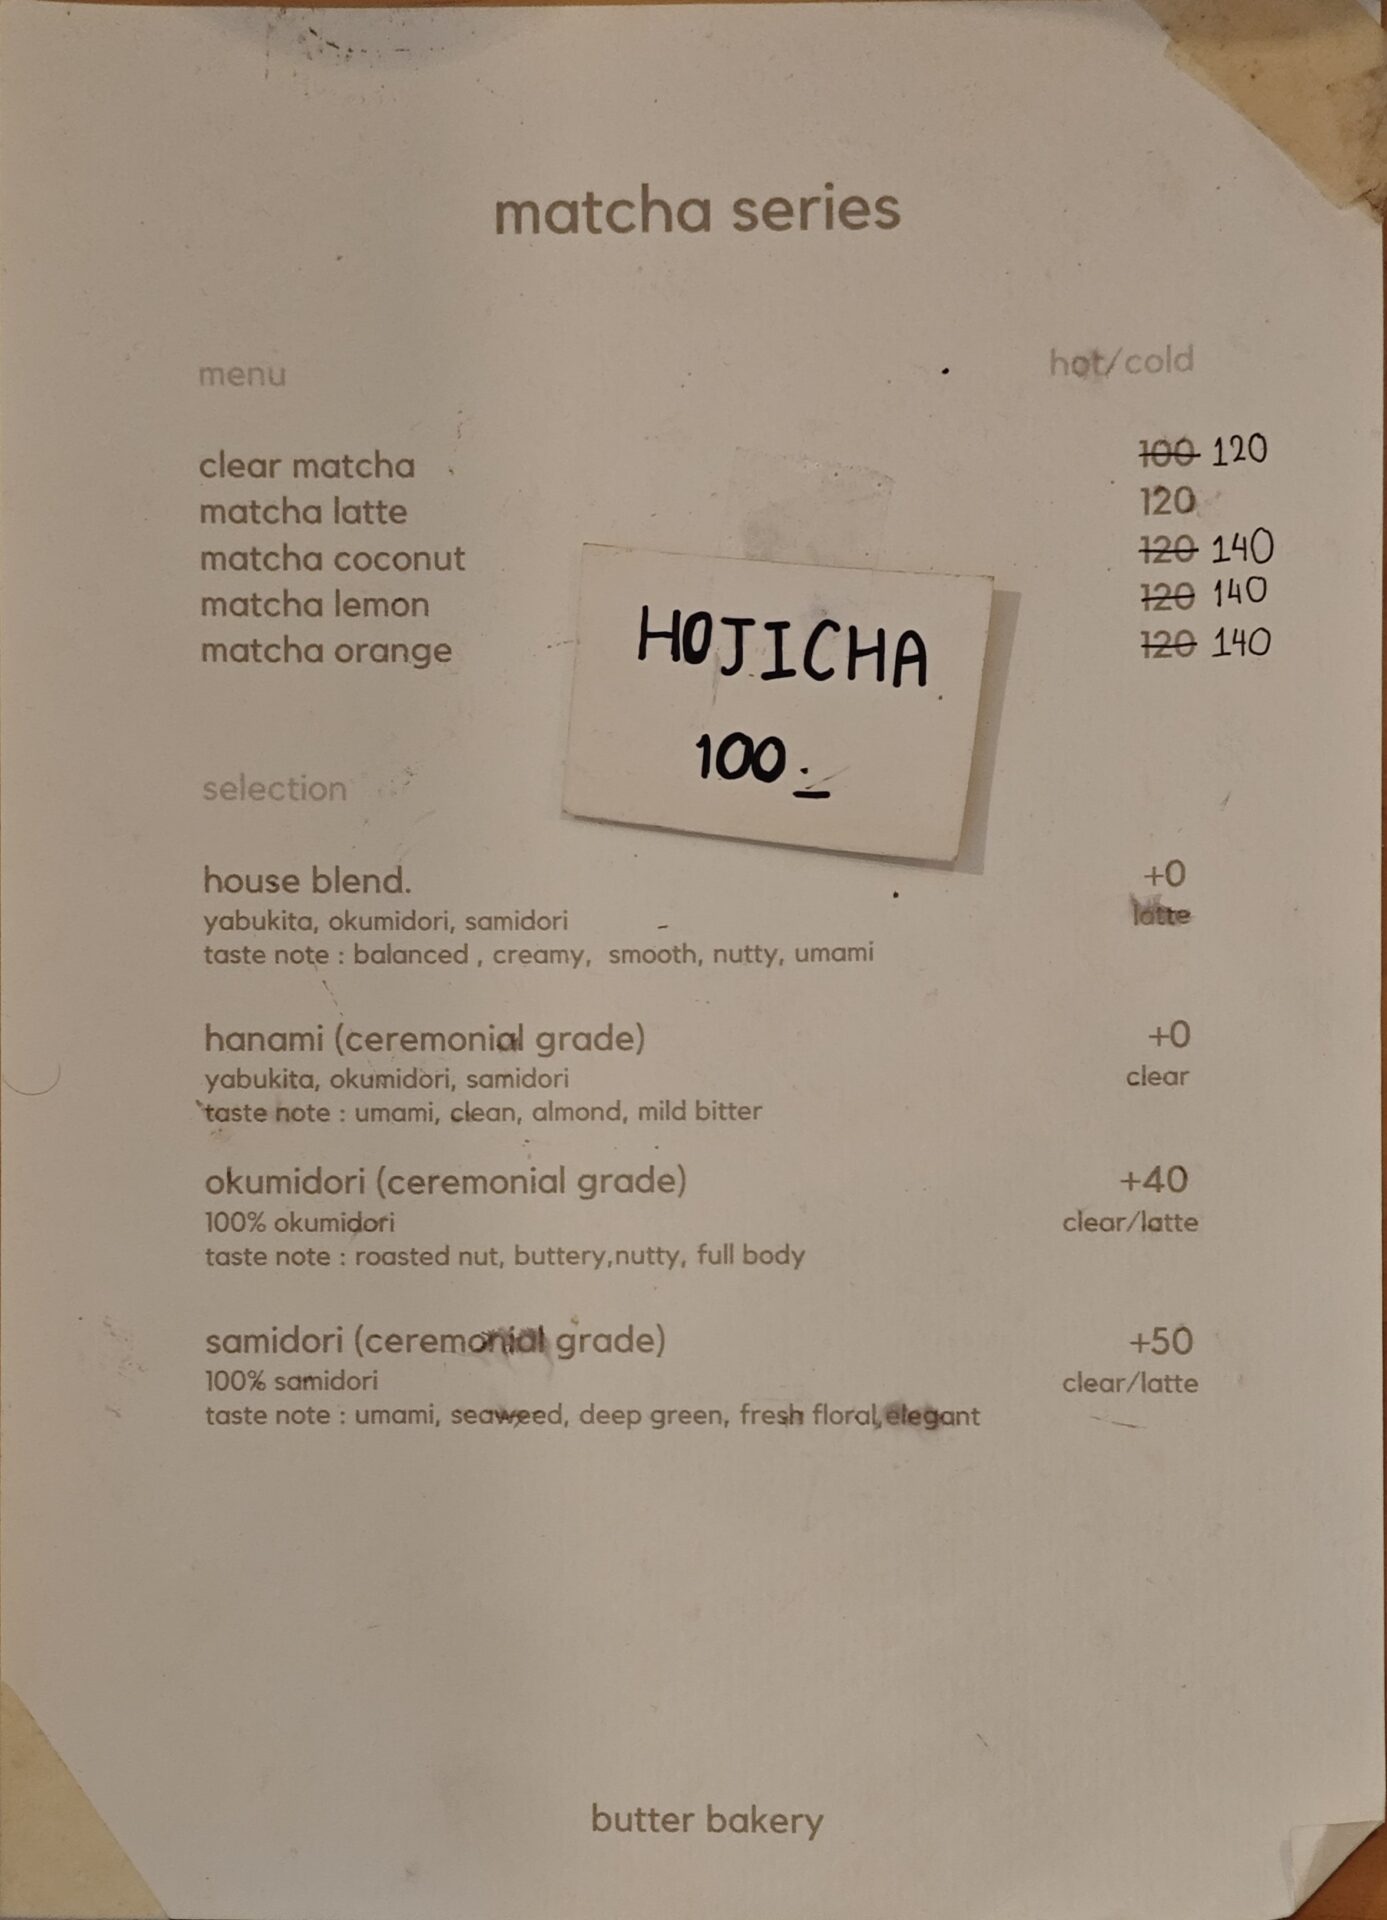 matcha series
menu hot/cold
clear matcha 100 120
matcha latte 120
matcha coconut 120 140
matcha lemon 120 140
matcha orange 120 140
HOJICHA
100.-
selection
house blend. +0
yabukita, okumidori, samidori latte
taste note : balanced , creamy, smooth, nutty, umami
hanami (ceremonial grade) +0
yabukita, okumidori, samidori clear
taste note : umami, clean, almond, mild bitter
okumidori (ceremonial grade) +40
100% okumidori clear/latte
taste note : roasted nut, buttery,nutty, full body
samidori (ceremonial grade) +50
100% samidori clear/latte
taste note : umami, seaweed, deep green, fresh floral,elegant
butter bakery